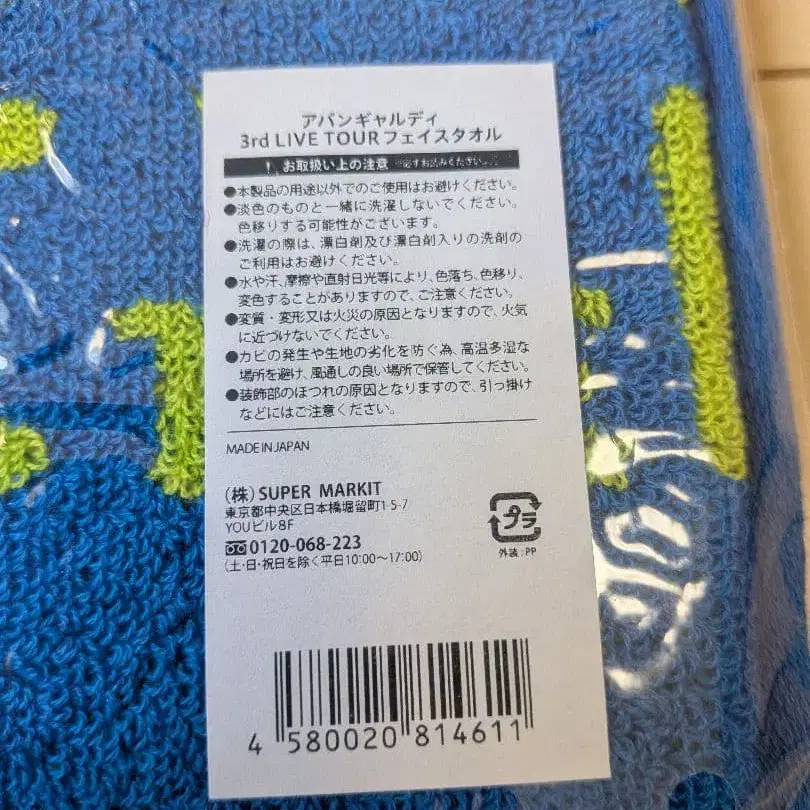 アバンギャルディ
3rd LIVE TOURフェイスタオル
! お取扱い上の注意 ※必ずお読みください。
●本製品の用途以外でのご使用はお避けください。
●淡色のものと一緒に洗濯しないでください。
色移りする可能性がございます。
●洗濯の際は、漂白剤及び漂白剤入りの洗剤の
ご利用はお避けください。
●水や汗、摩擦や直射日光等により、色落ち、色移り、
変色することがありますので、ご注意ください。
●変質・変形又は火災の原因となりますので、火気
に近づけないでください。
●カビの発生や生地の劣化を防ぐ為、高温多湿な
場所を避け、風通しの良い場所で保管してください。
●装飾部のほつれの原因となりますので、引っ掛け
などにはご注意ください。
MADE IN JAPAN
(株) SUPER MARKIT
東京都中央区日本橋堀留町1-5-7
YOUビル8F
0120-068-223
(土・日・祝日を除く平日10:00～17:00)
プラ
外装:PP
4 580020 814611